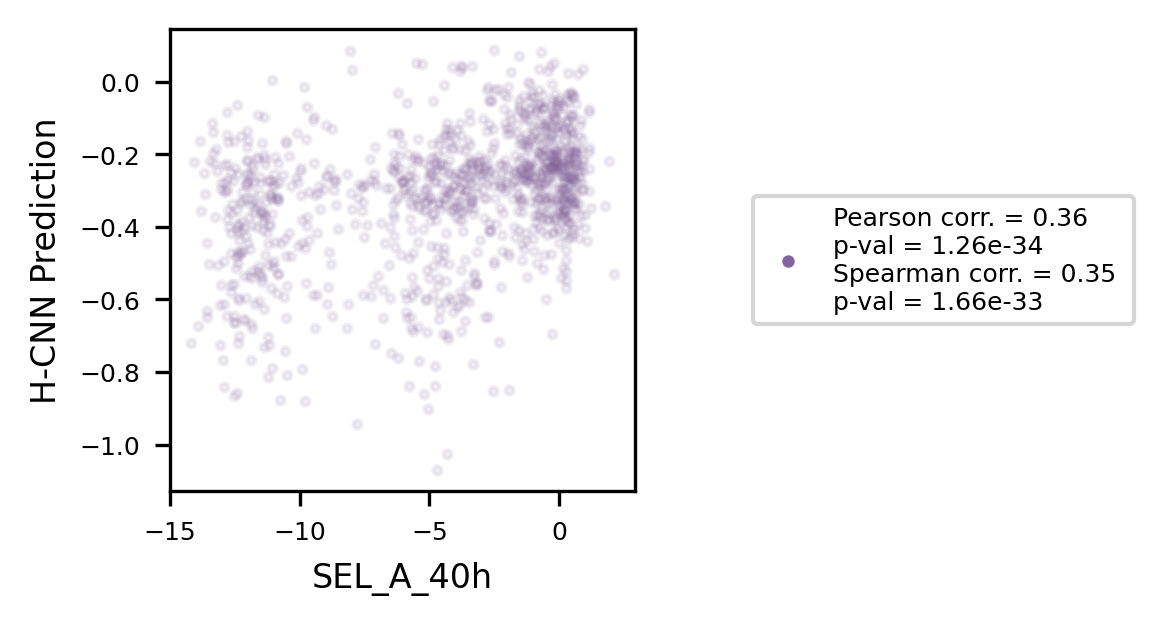 H-CNN Prediction
0.0
−0.2
−0.4
−0.6
−0.8
−1.0
−15
−10
−5
0
SEL_A_40h
Pearson corr. = 0.36
p-val = 1.26e-34
Spearman corr. = 0.35
p-val = 1.66e-33